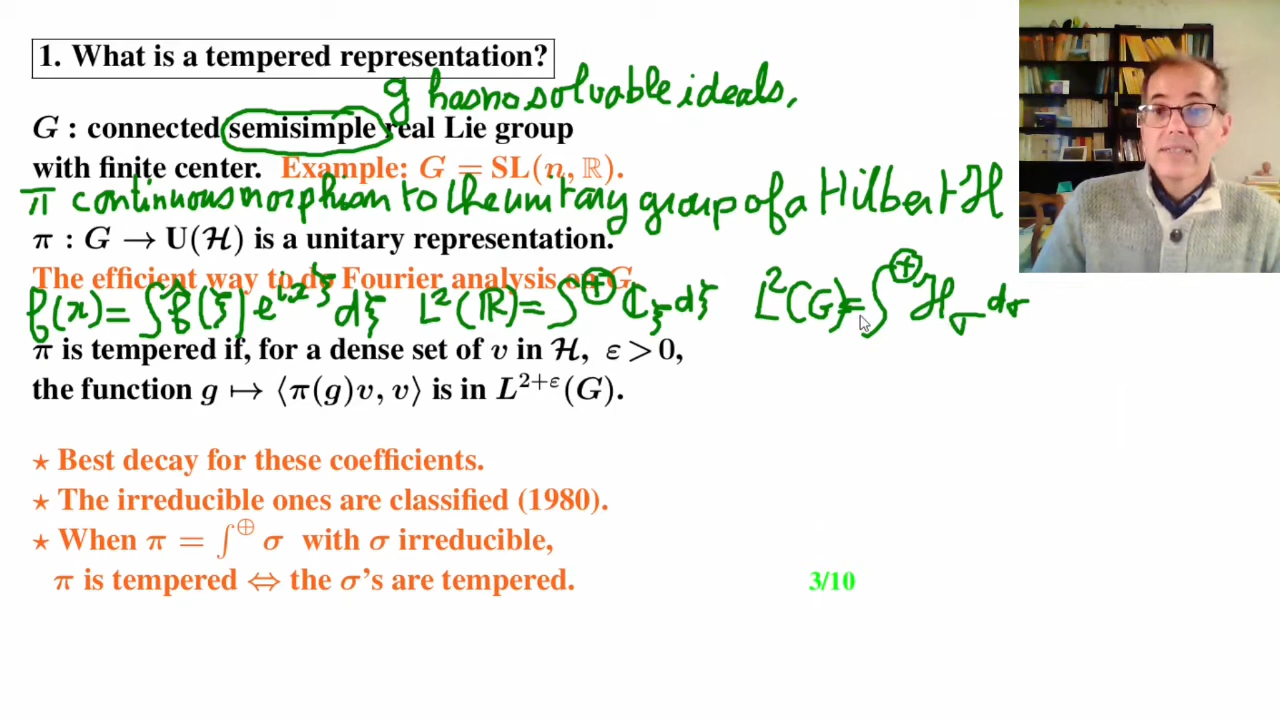 1. What is a tempered representation?
g has no solvable ideals.
G : connected semisimple real Lie group
with finite center. Example: G = SL(n, ℝ).
π continuous morphism to the unitary group of a Hilbert ℋ
π : G → U(ℋ) is a unitary representation.
The efficient way to do Fourier analysis on G
f(x) = ∫ f̂(ξ) e^{i x ξ} dξ L²(ℝ) = ∫^⊕ ℂ_ξ dξ L²(G) = ∫^⊕ ℋ_σ dσ
π is tempered if, for a dense set of v in ℋ, ε > 0,
the function g ↦ ⟨π(g)v, v⟩ is in L^{2+ε}(G).
⋆ Best decay for these coefficients.
⋆ The irreducible ones are classified (1980).
⋆ When π = ∫^⊕ σ with σ irreducible,
π is tempered ⇔ the σ's are tempered.
3/10